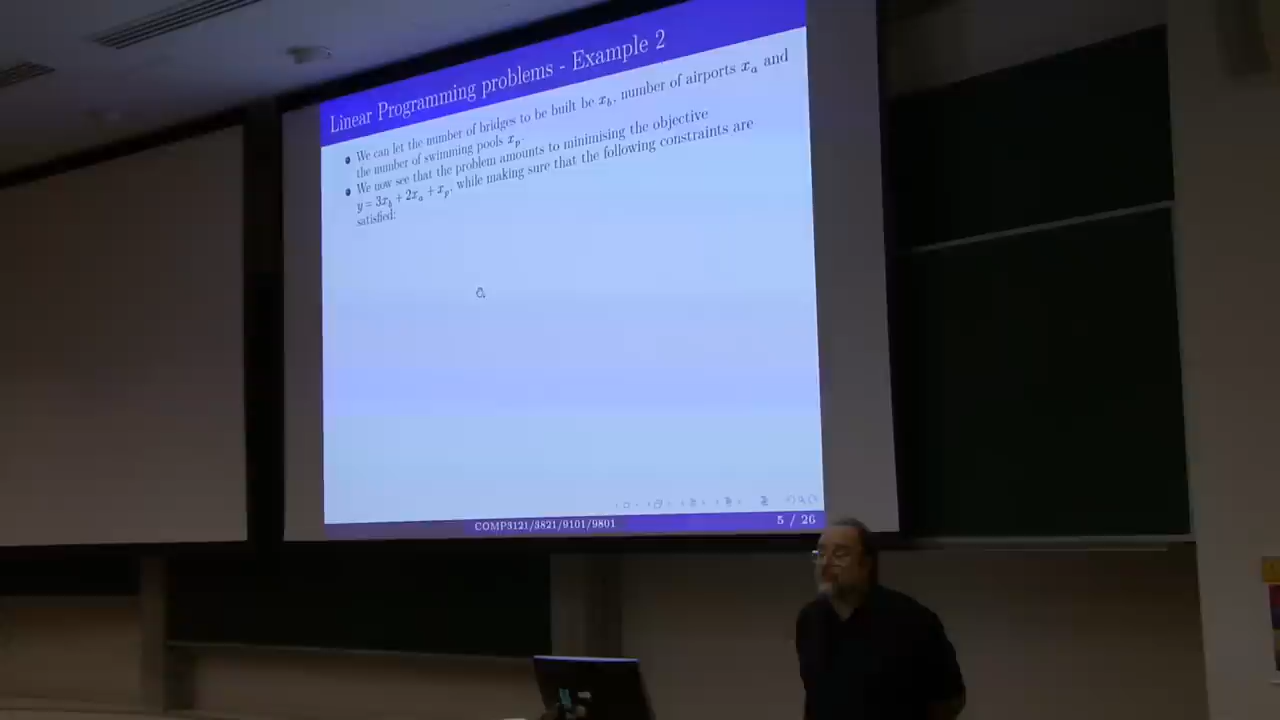 Linear Programming problems - Example 2
We can let the number of bridges to be built be x_b, number of airports x_a and
the number of swimming pools x_p.
We now see that the problem amounts to minimising the objective
y = 3x_b + 2x_a + x_p, while making sure that the following constraints are
satisfied:
COMP3121/3821/9101/9801
5 / 26